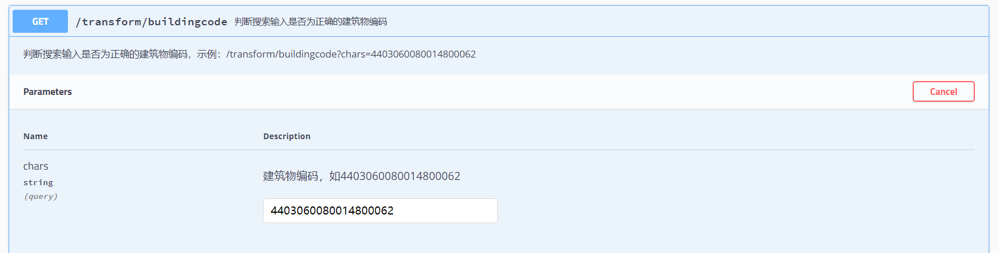 GET /transform/buildingcode 判断搜索输入是否为正确的建筑物编码
判断搜索输入是否为正确的建筑物编码，示例：/transform/buildingcode?chars=4403060080014800062
Parameters Cancel
Name Description
chars
string
(query)
建筑物编码，如4403060080014800062
4403060080014800062